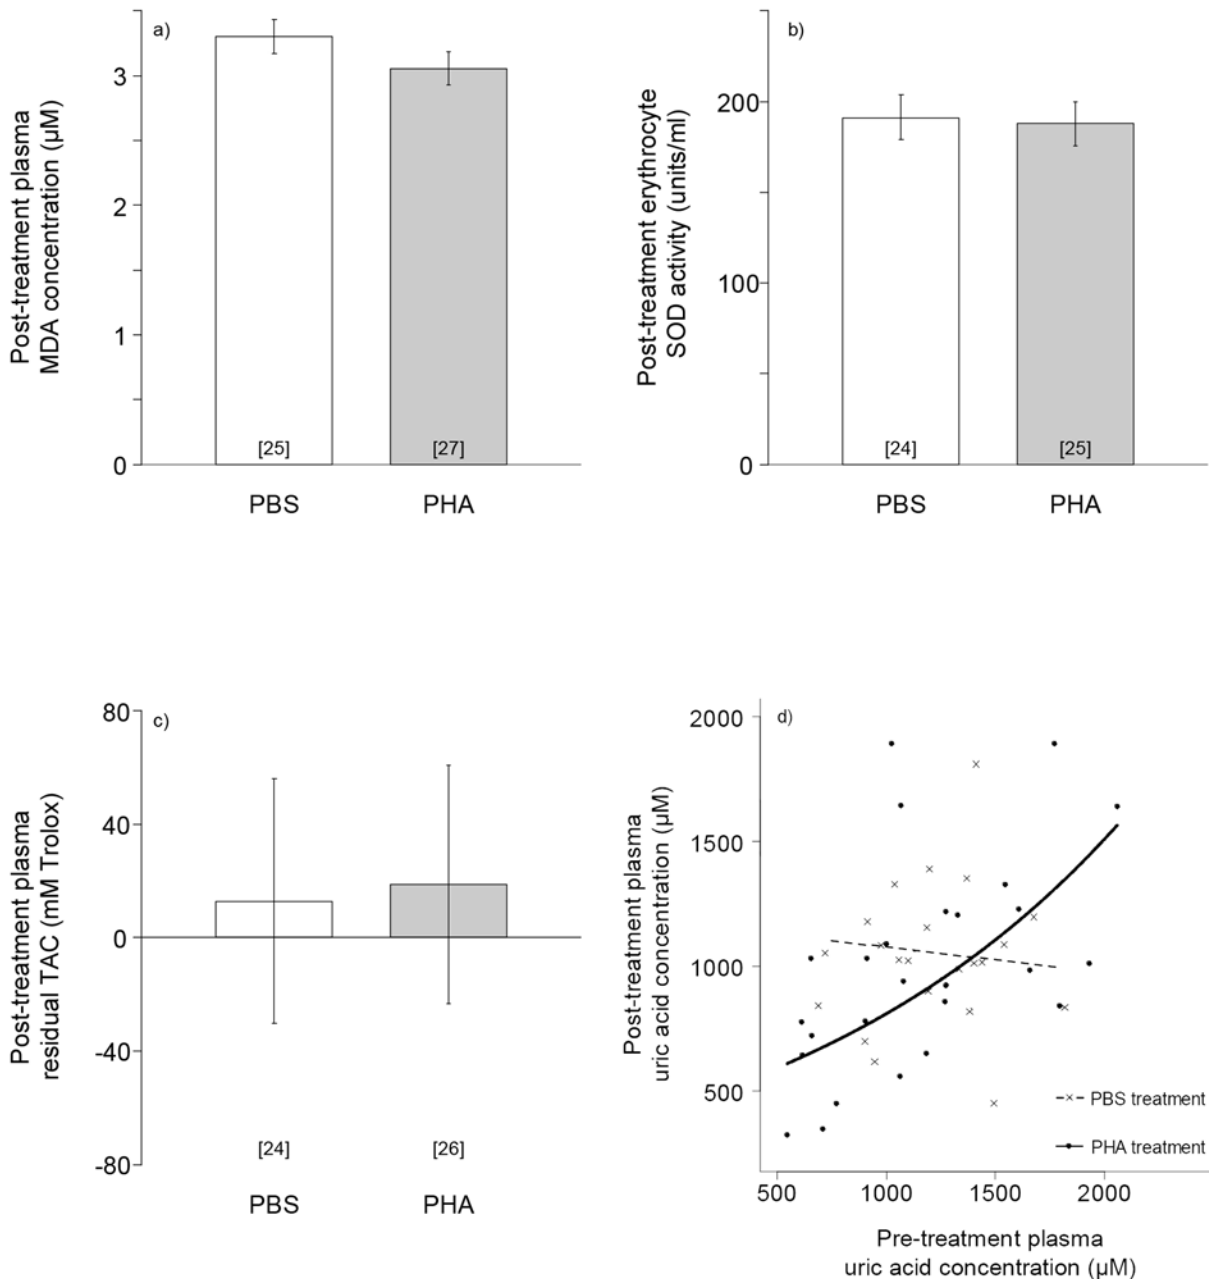 a)
Post-treatment plasma
MDA concentration (µM)
3
2
1
0
[25]
[27]
PBS
PHA
b)
Post-treatment erythrocyte
SOD activity (units/ml)
200
100
0
[24]
[25]
PBS
PHA
c)
Post-treatment plasma
residual TAC (mM Trolox)
80
40
0
-40
-80
[24]
[26]
PBS
PHA
d)
Post-treatment plasma
uric acid concentration (µM)
2000
1500
1000
500
PBS treatment
PHA treatment
500
1000
1500
2000
Pre-treatment plasma
uric acid concentration (µM)